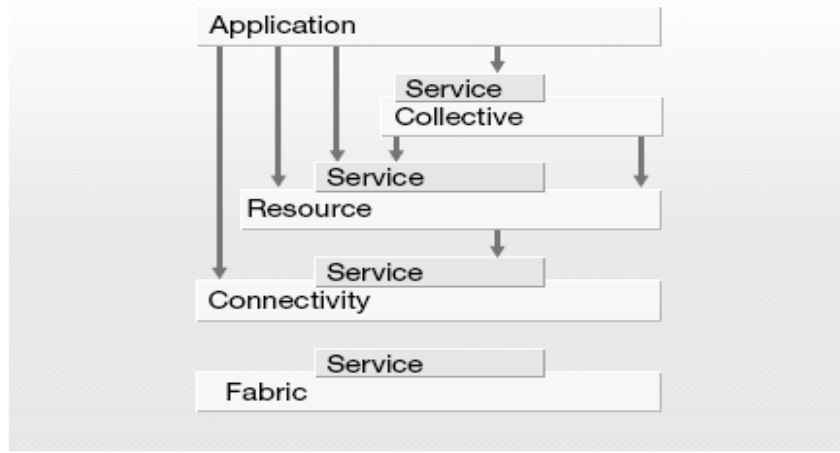 Application
Service
Collective
Service
Resource
Service
Connectivity
Service
Fabric